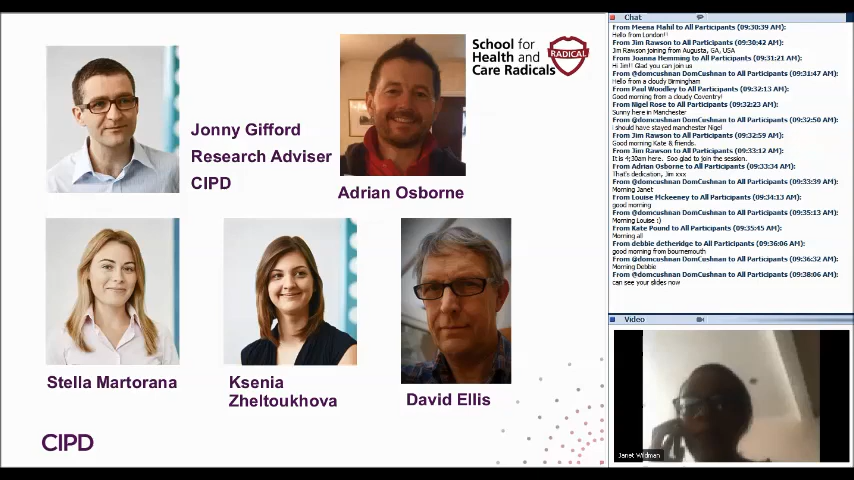 Jonny Gifford
Research Adviser
CIPD
School for
Health and
Care Radicals
RADICAL
Adrian Osborne
Stella Martorana
Ksenia
Zheltoukhova
David Ellis
CIPD
Chat
From Meena Mahil to All Participants (09:30:39 AM):
Hello from London!!
From Jim Rawson to All Participants (09:30:42 AM):
Jim Rawson joining from Augusta, GA, USA
From Joanna Hemming to All Participants (09:31:21 AM):
Hi Jim!! Glad you can join us
From @domcushnan DomCushnan to All Participants (09:31:47 AM):
Hello from a cloudy Birmingham
From Paul Woodley to All Participants (09:32:13 AM):
Good morning from a cloudy Coventry!
From Nigel Rose to All Participants (09:32:23 AM):
Sunny here in Manchester
From @domcushnan DomCushnan to All Participants (09:32:50 AM):
I should have stayed manchester Nigel
From Jim Rawson to All Participants (09:32:59 AM):
Good morning Kate & friends.
From Jim Rawson to All Participants (09:33:12 AM):
It is 4:30am here. Soo glad to join the session.
From Adrian Osborne to All Participants (09:33:34 AM):
That's dedication, Jim xxx
From @domcushnan DomCushnan to All Participants (09:33:39 AM):
Morning Janet
From Louise Mckeeney to All Participants (09:34:13 AM):
good morning
From @domcushnan DomCushnan to All Participants (09:35:13 AM):
Morning Louise :)
From Kate Pound to All Participants (09:35:45 AM):
Morning all
From debbie detheridge to All Participants (09:36:06 AM):
good morning from bournemouth
From @domcushnan DomCushnan to All Participants (09:36:32 AM):
Morning Debbie
From @domcushnan DomCushnan to All Participants (09:38:06 AM):
can see your slides now
Video
Janet Wildman